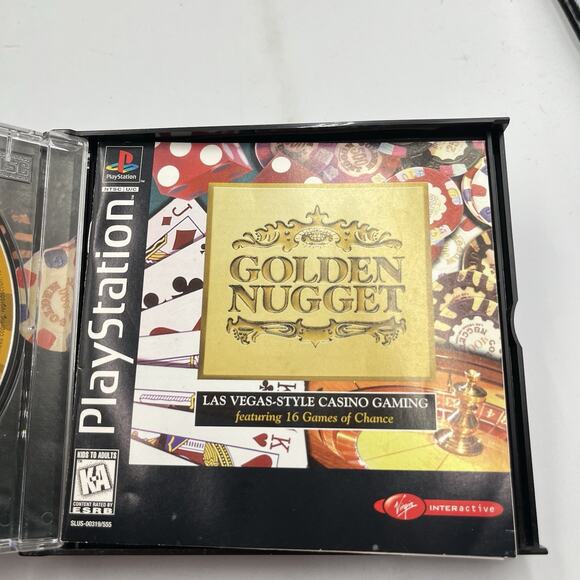 PlayStation
NTSC U/C
PlayStation
GOLDEN
NUGGET
LAS VEGAS-STYLE CASINO GAMING
featuring 16 Games of Chance
KIDS TO ADULTS
KA
CONTENT RATED BY
ESRB
SLUS-00319/555
Virgin
INTERactive
J
K
K